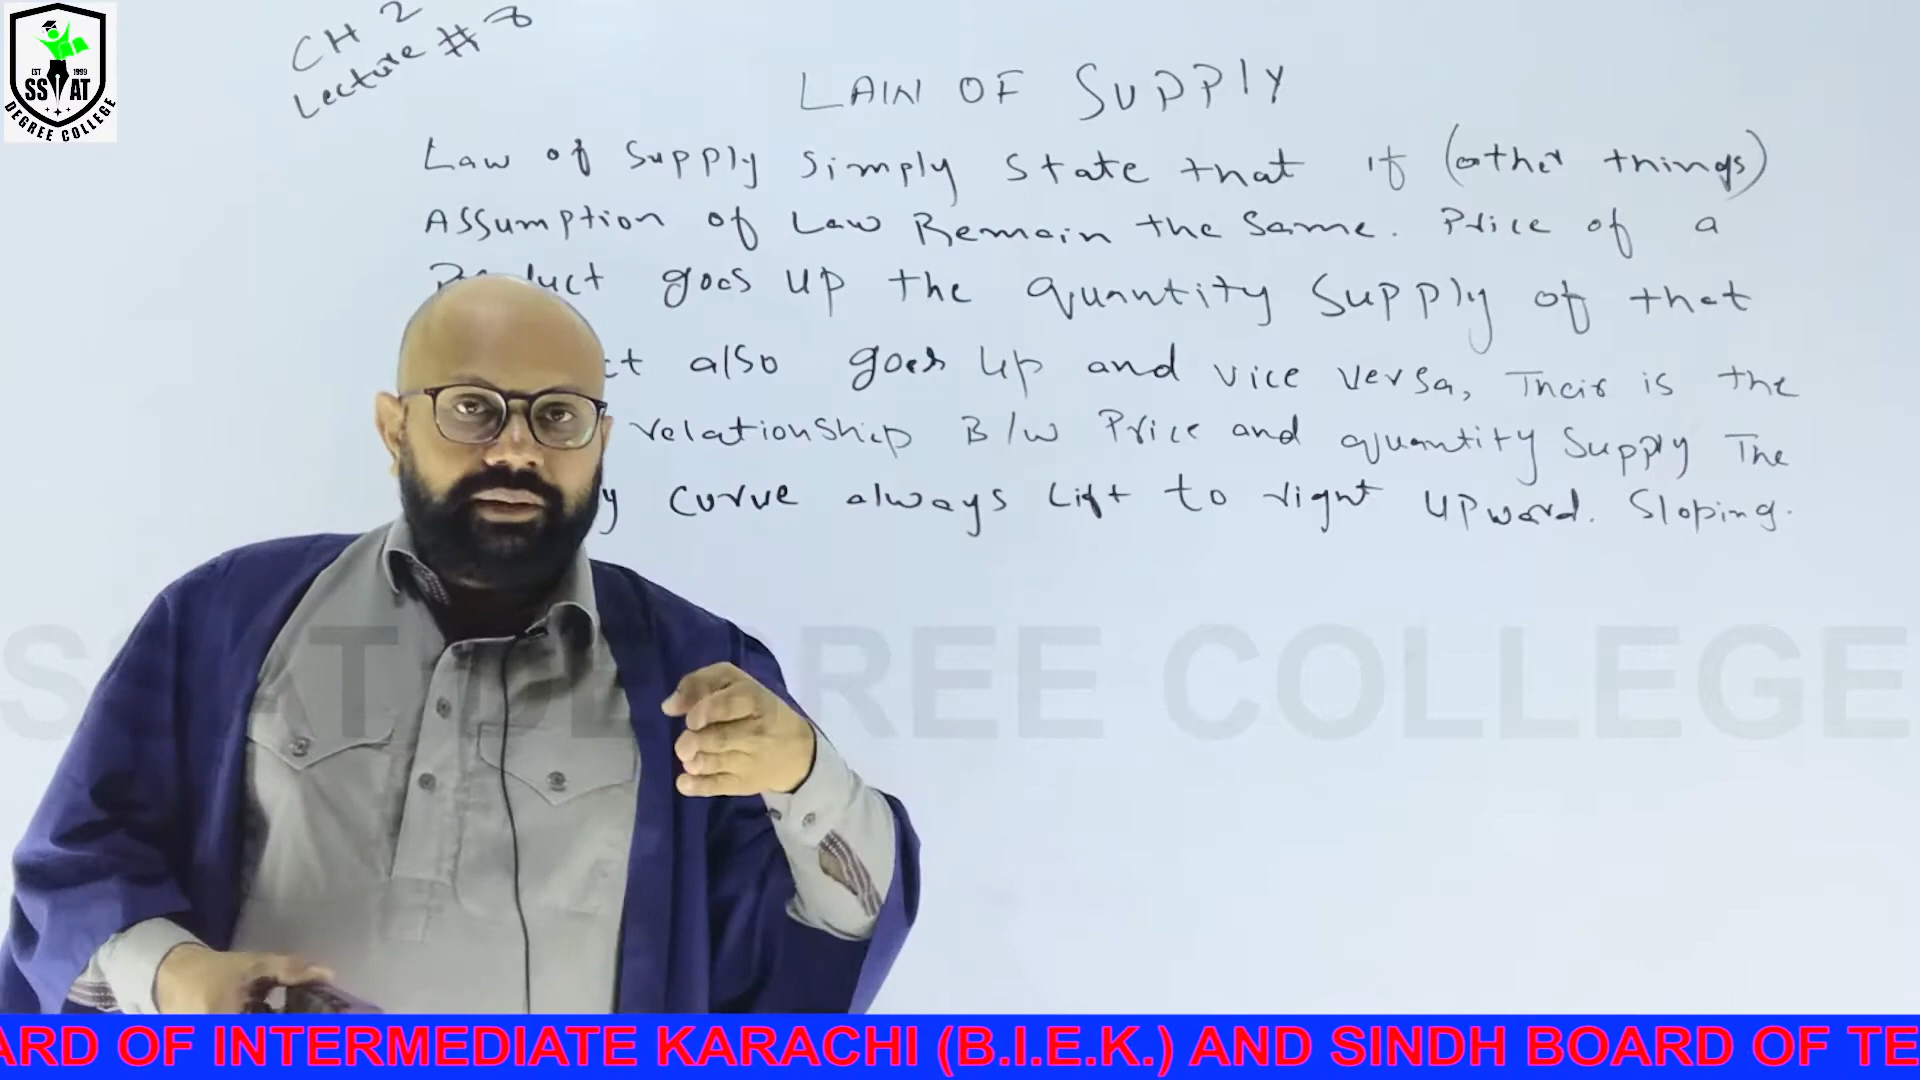 CH 2
Lecture # 8
EST 1999
SSAT
DEGREE COLLEGE
LAW OF SUPPLY
Law of Supply Simply State that if (other things)
Assumption of Law Remain the same. Price of a
goes up the quantity Supply of that
also goes up and vice versa, Their is the
relationship B/w Price and quantity Supply The
curve always Lift to right upward. Sloping.
SSAT DEGREE COLLEGE
ARD OF INTERMEDIATE KARACHI (B.I.E.K.) AND SINDH BOARD OF TE